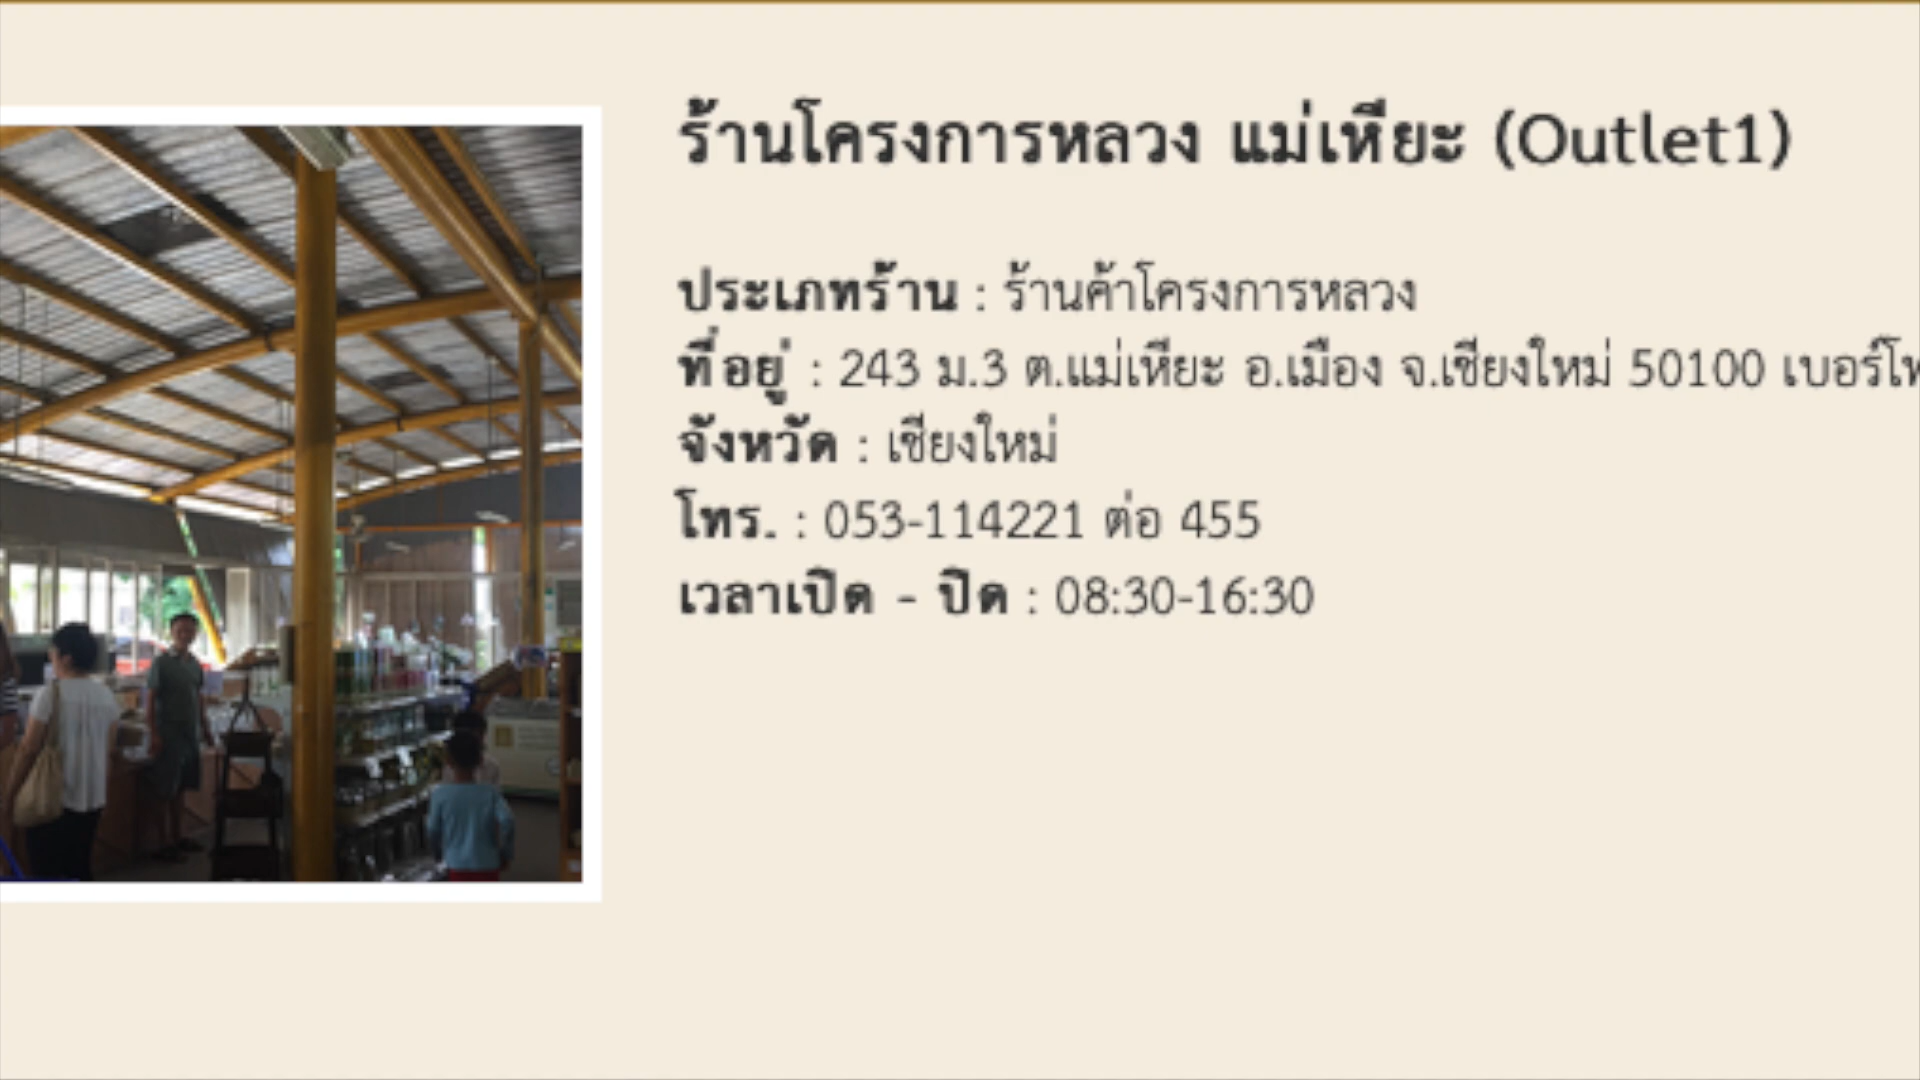 ร้านโครงการหลวง แม่เหียะ (Outlet1)
ประเภทร้าน : ร้านค้าโครงการหลวง
ที่อยู่ : 243 ม.3 ต.แม่เหียะ อ.เมือง จ.เชียงใหม่ 50100
จังหวัด : เชียงใหม่
โทร. : 053-114221 ต่อ 455
เวลาเปิด - ปิด : 08:30-16:30